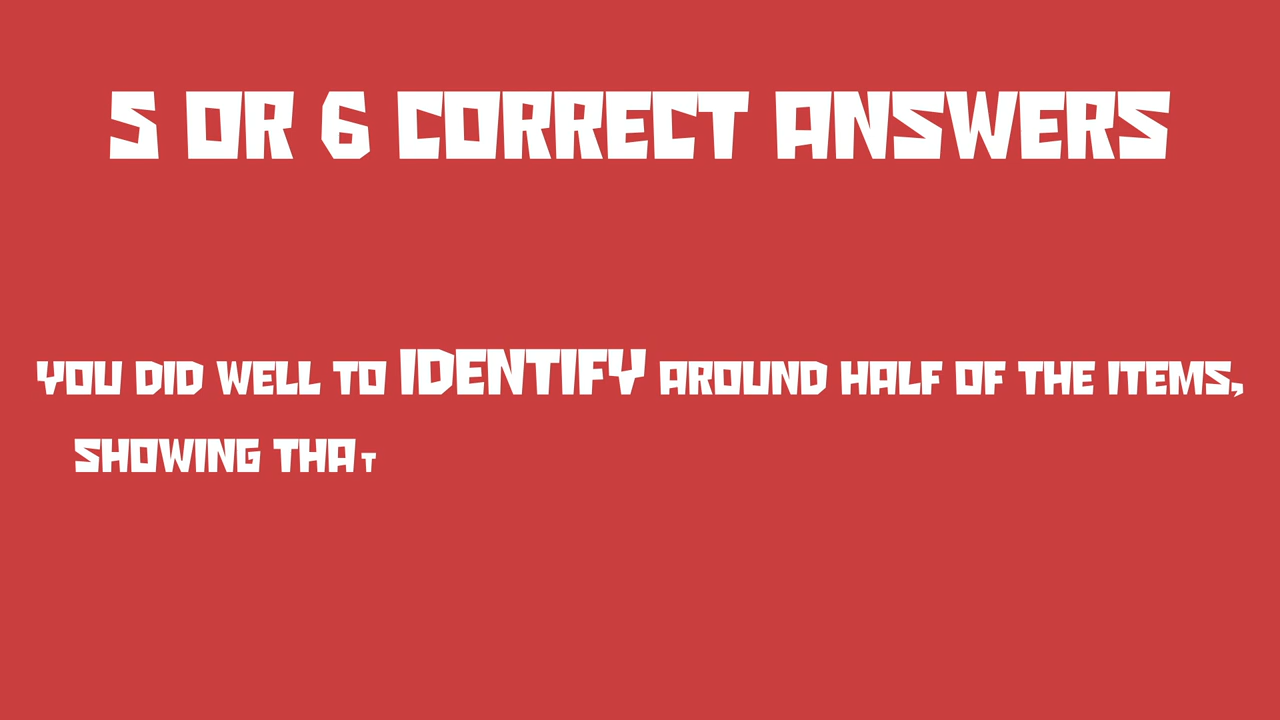 5 OR 6 CORRECT ANSWERS
YOU DID WELL TO IDENTIFY AROUND HALF OF THE ITEMS,
SHOWING THAT